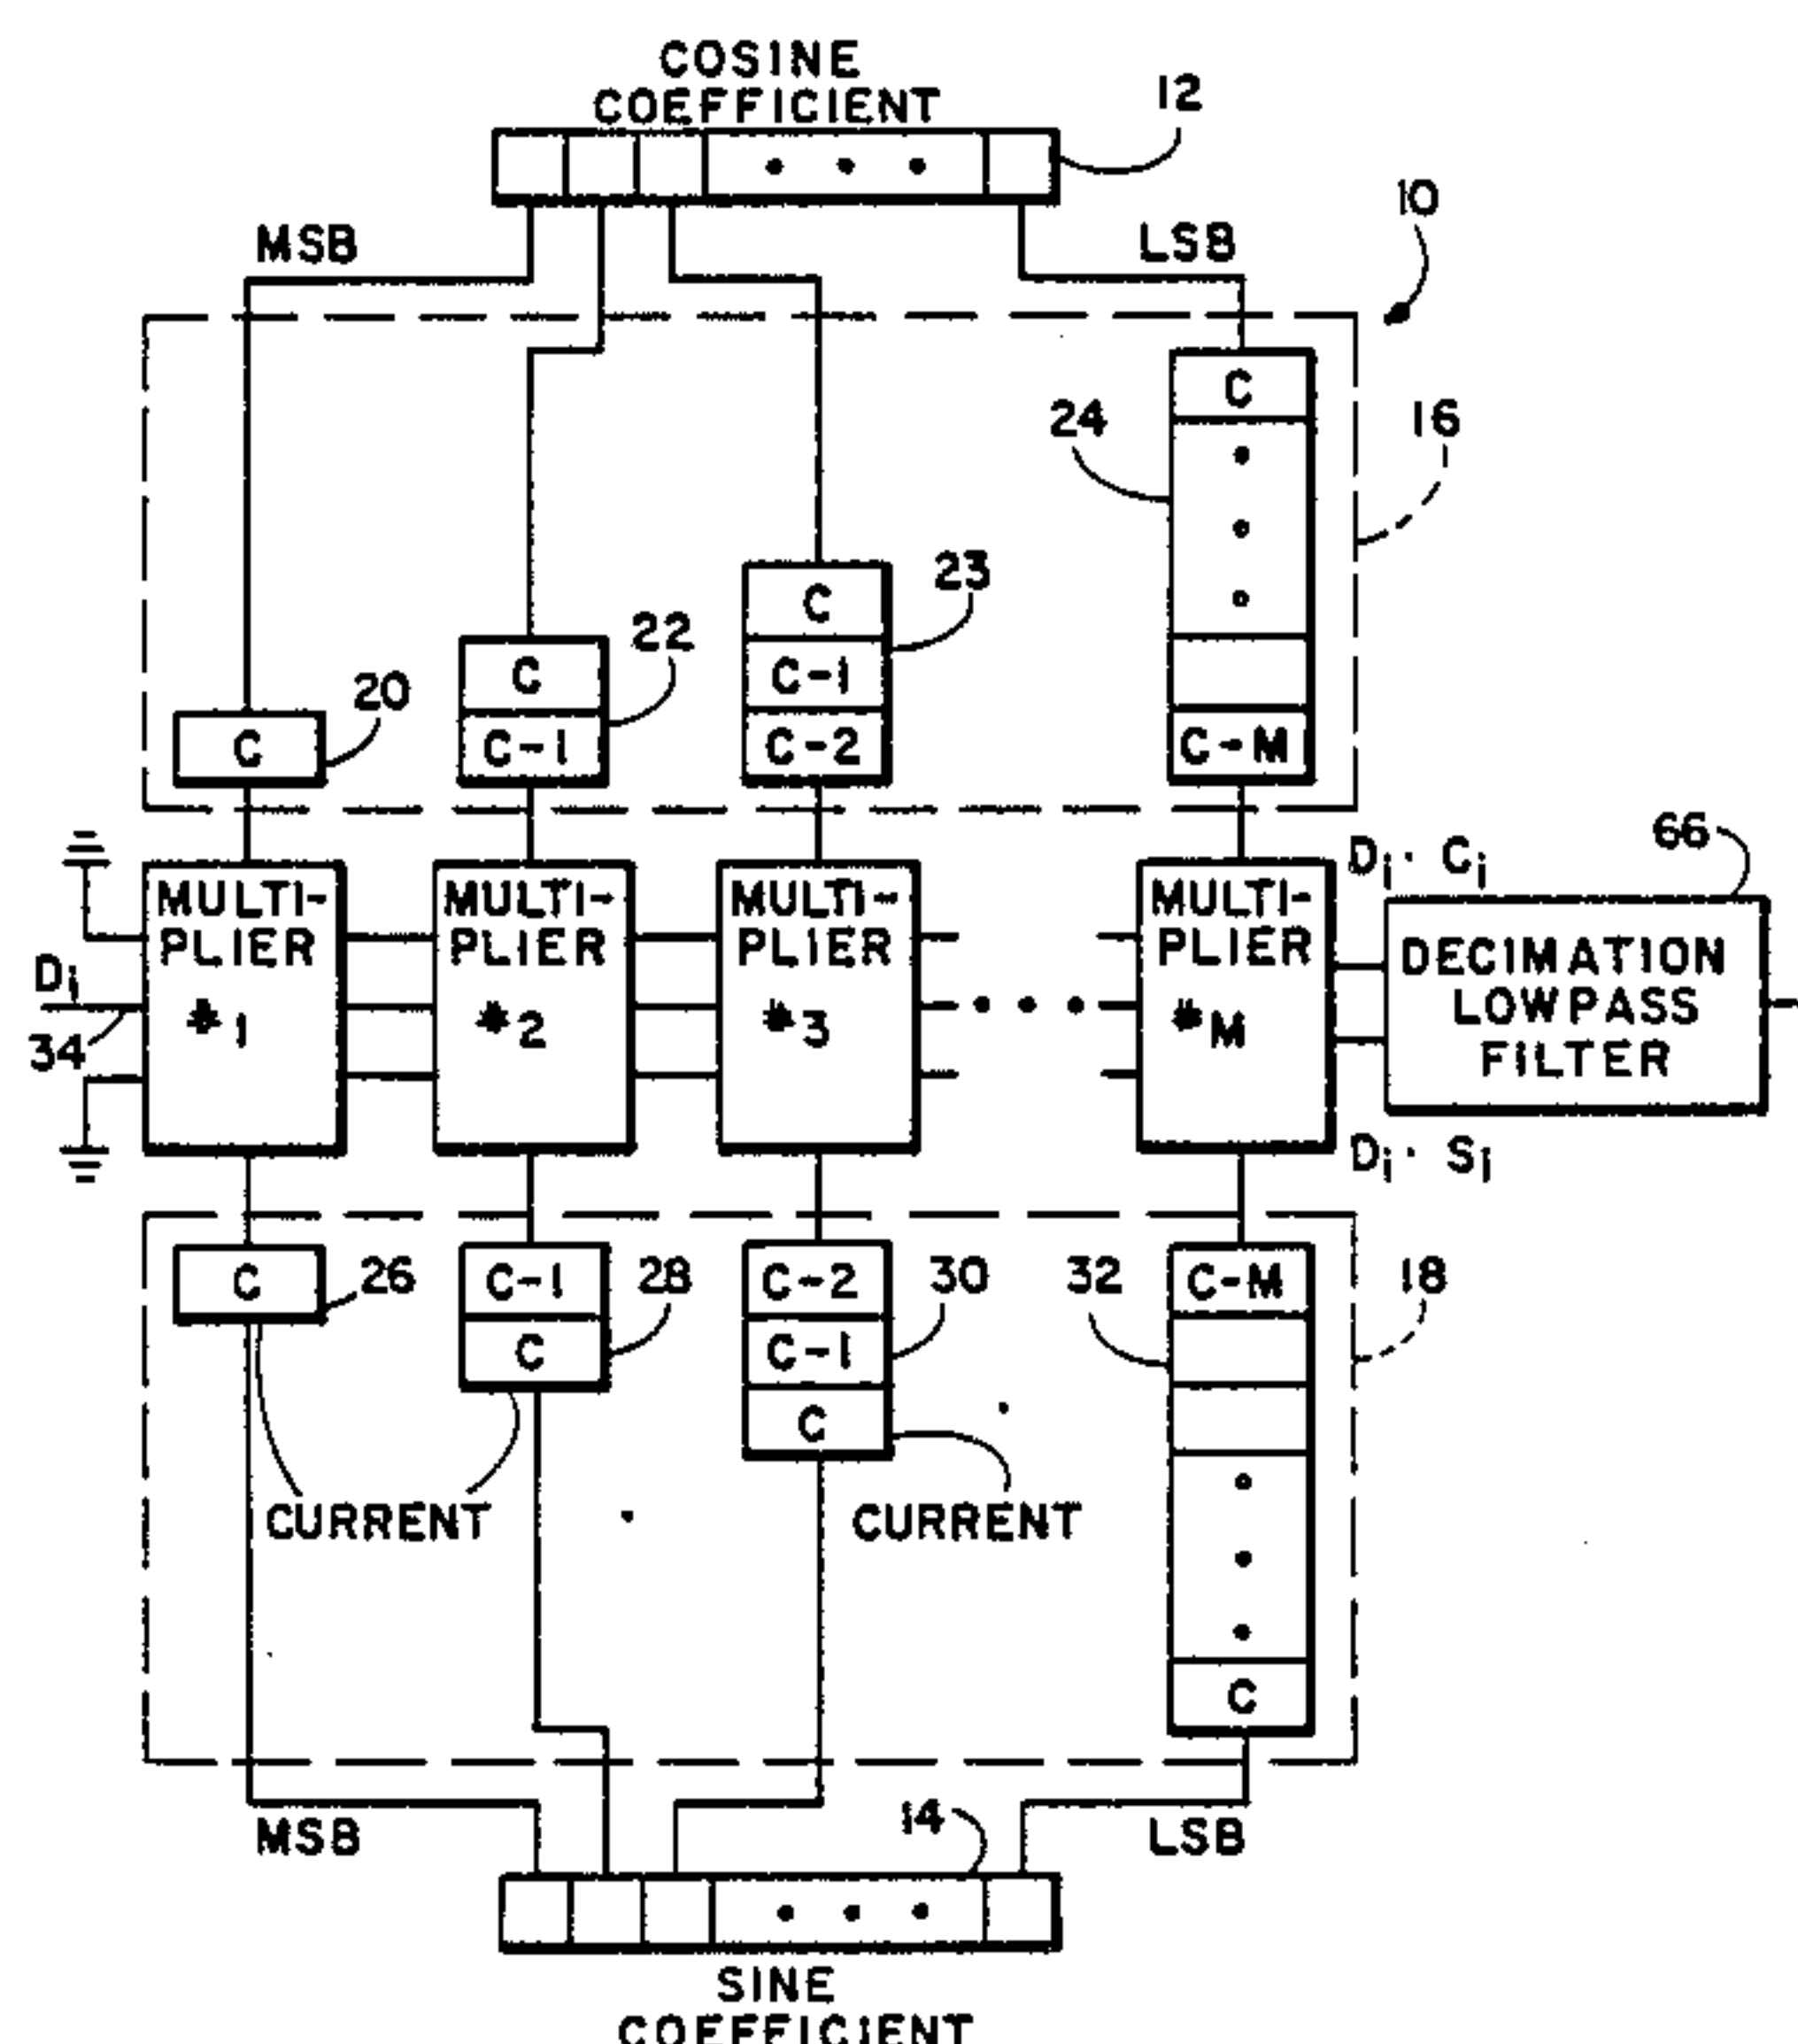 COSINE
COEFFICIENT
12
10
MSB
LSB
C
24
16
23
C
22
C
C-1
20
C
C-1
C-2
C-M
C
66
Di · Ci
MULTI-
PLIER
*1
MULTI-
PLIER
*2
MULTI-
PLIER
*3
MULTI-
PLIER
*M
DECIMATION
LOWPASS
FILTER
Di
34
Di · Si
C
26
C-1
28
C-2
30
32
C-M
18
C
C-1
C
CURRENT
CURRENT
C
MSB
14
LSB
SINE
COEFFICIENT